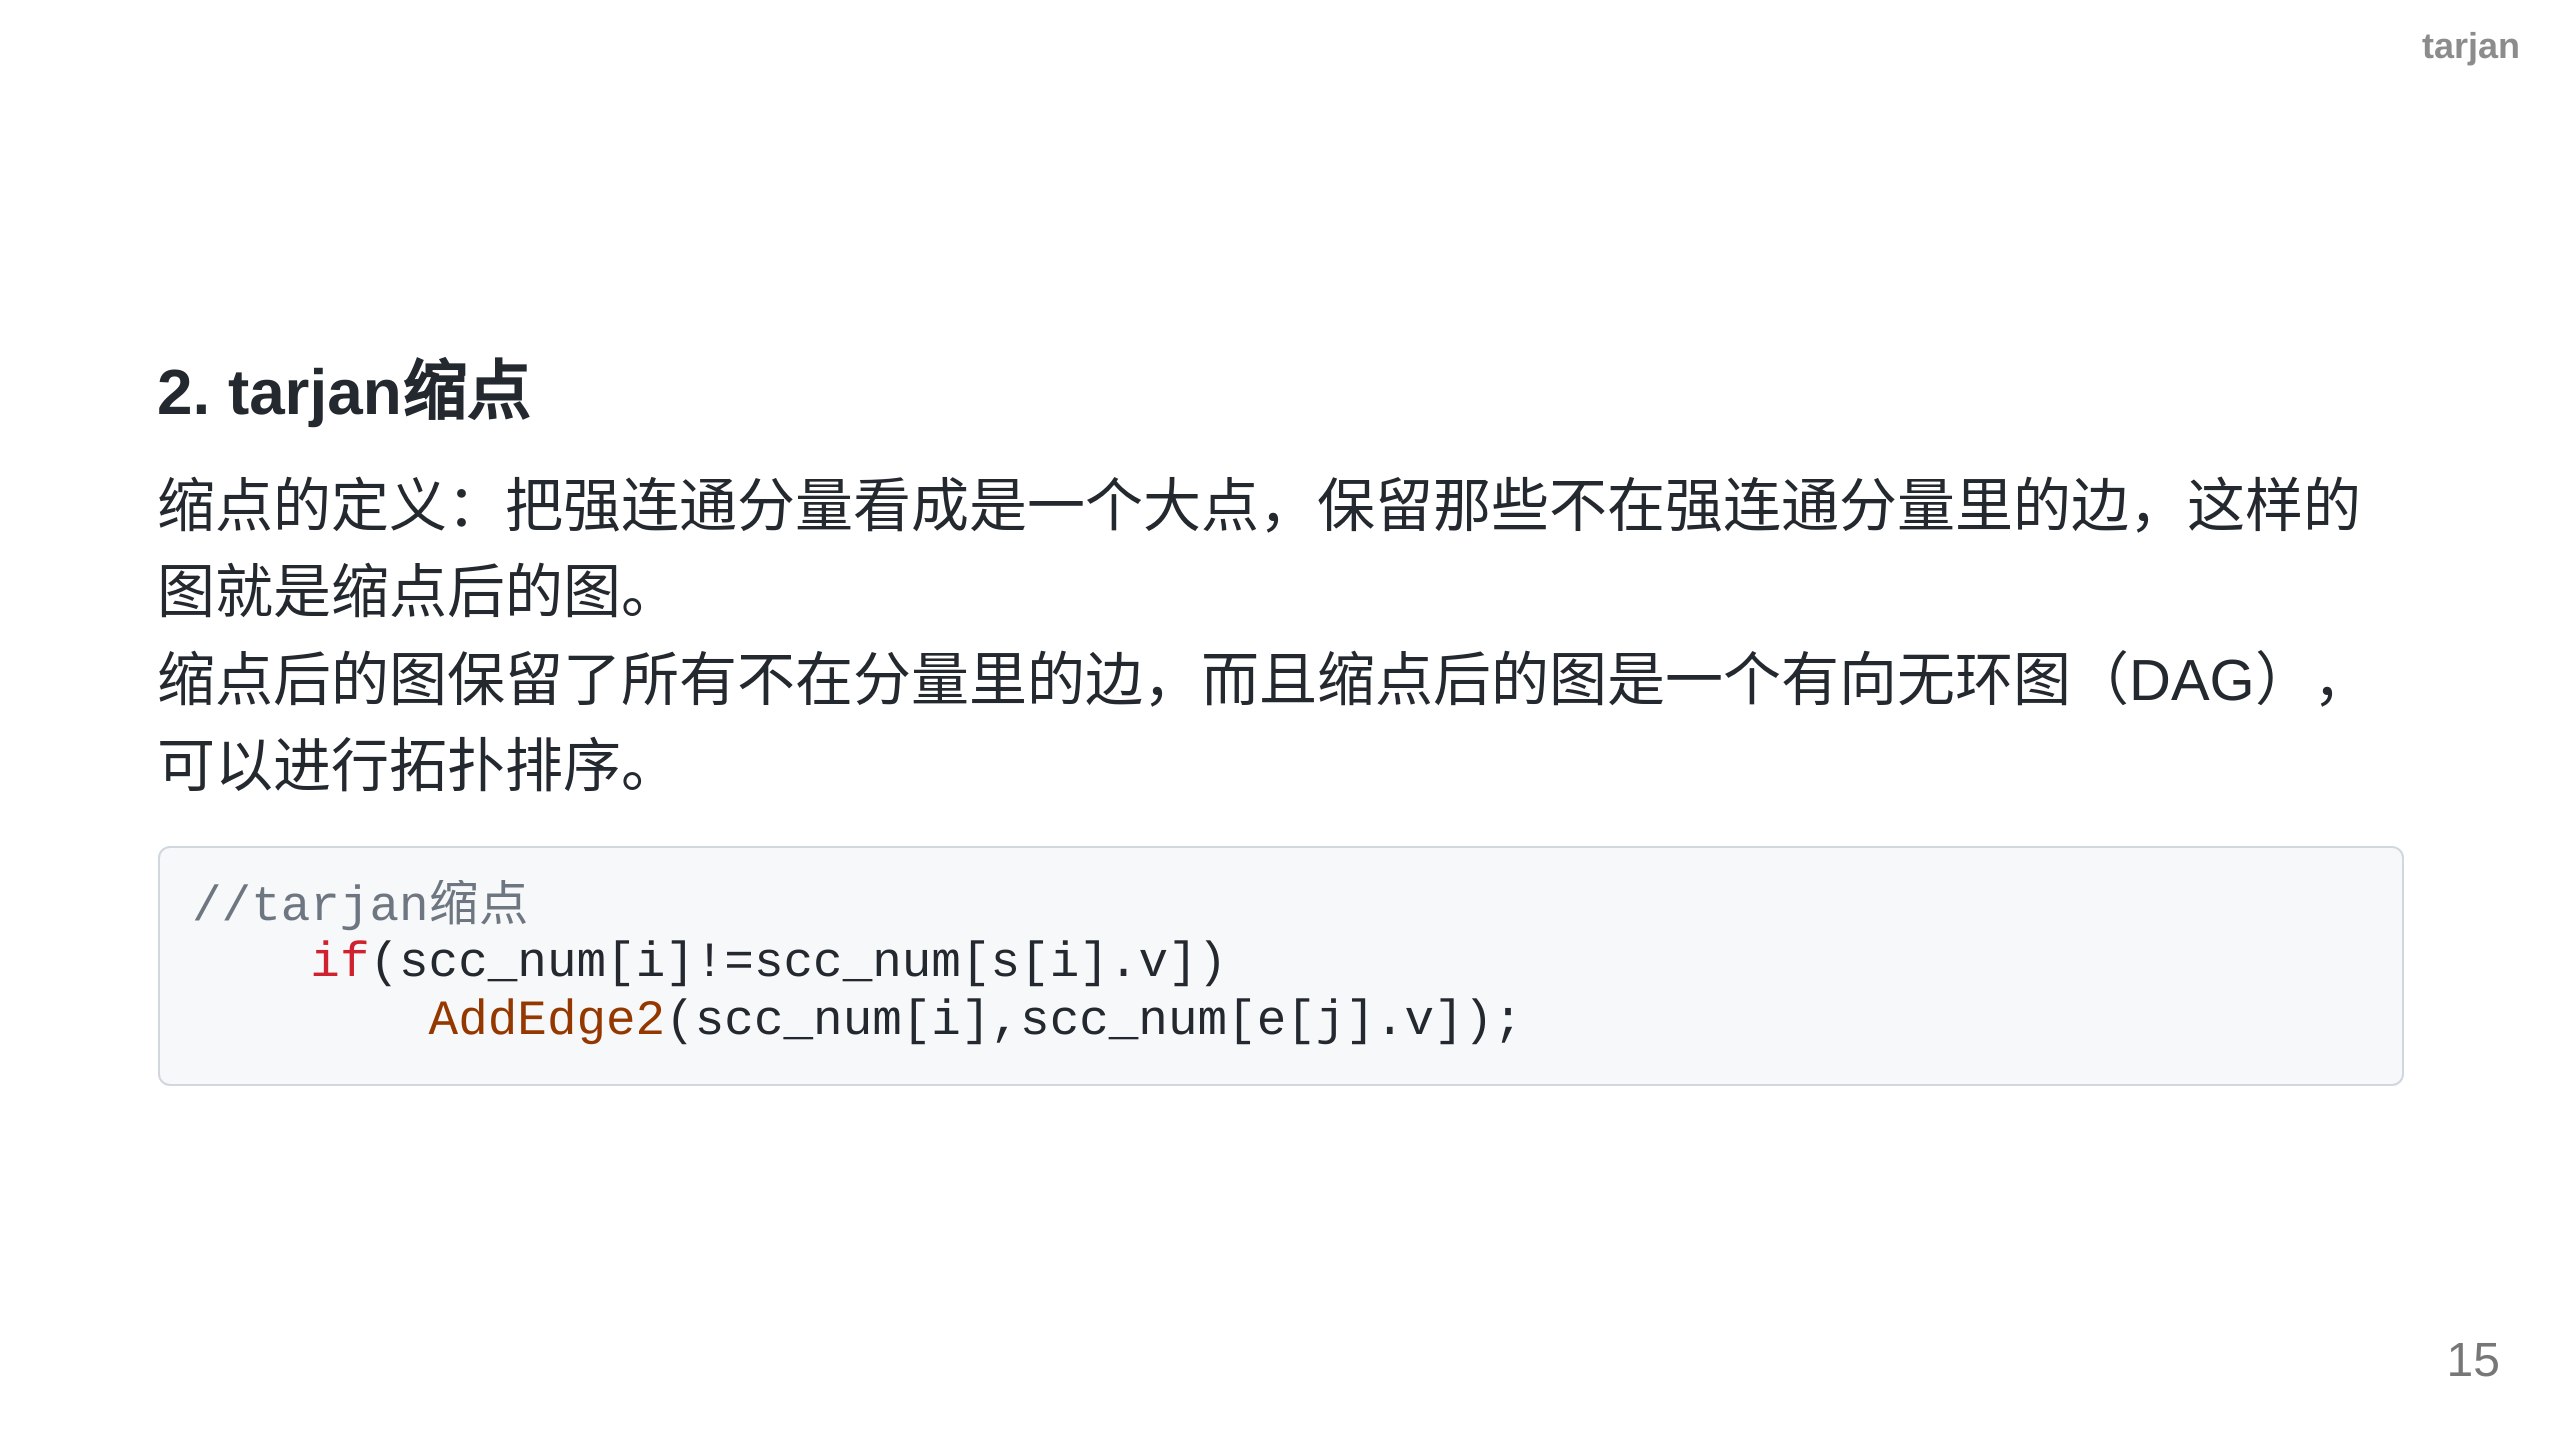 tarjan
2. tarjan缩点
缩点的定义：把强连通分量看成是一个大点，保留那些不在强连通分量里的边，这样的
图就是缩点后的图。
缩点后的图保留了所有不在分量里的边，而且缩点后的图是一个有向无环图（DAG），
可以进行拓扑排序。
//tarjan缩点
    if(scc_num[i]!=scc_num[s[i].v])
        AddEdge2(scc_num[i],scc_num[e[j].v]);
15